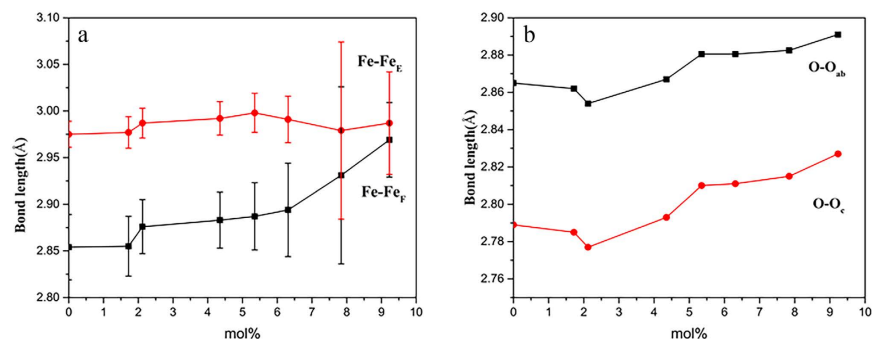 a
3.10
3.05
3.00
2.95
2.90
2.85
2.80
Bond length(Å)
Fe-Fe_E
Fe-Fe_F
0 1 2 3 4 5 6 7 8 9 10
mol%
b
2.90
2.88
2.86
2.84
2.82
2.80
2.78
2.76
Bond length(Å)
O-O_ab
O-O_c
0 1 2 3 4 5 6 7 8 9 10
mol%